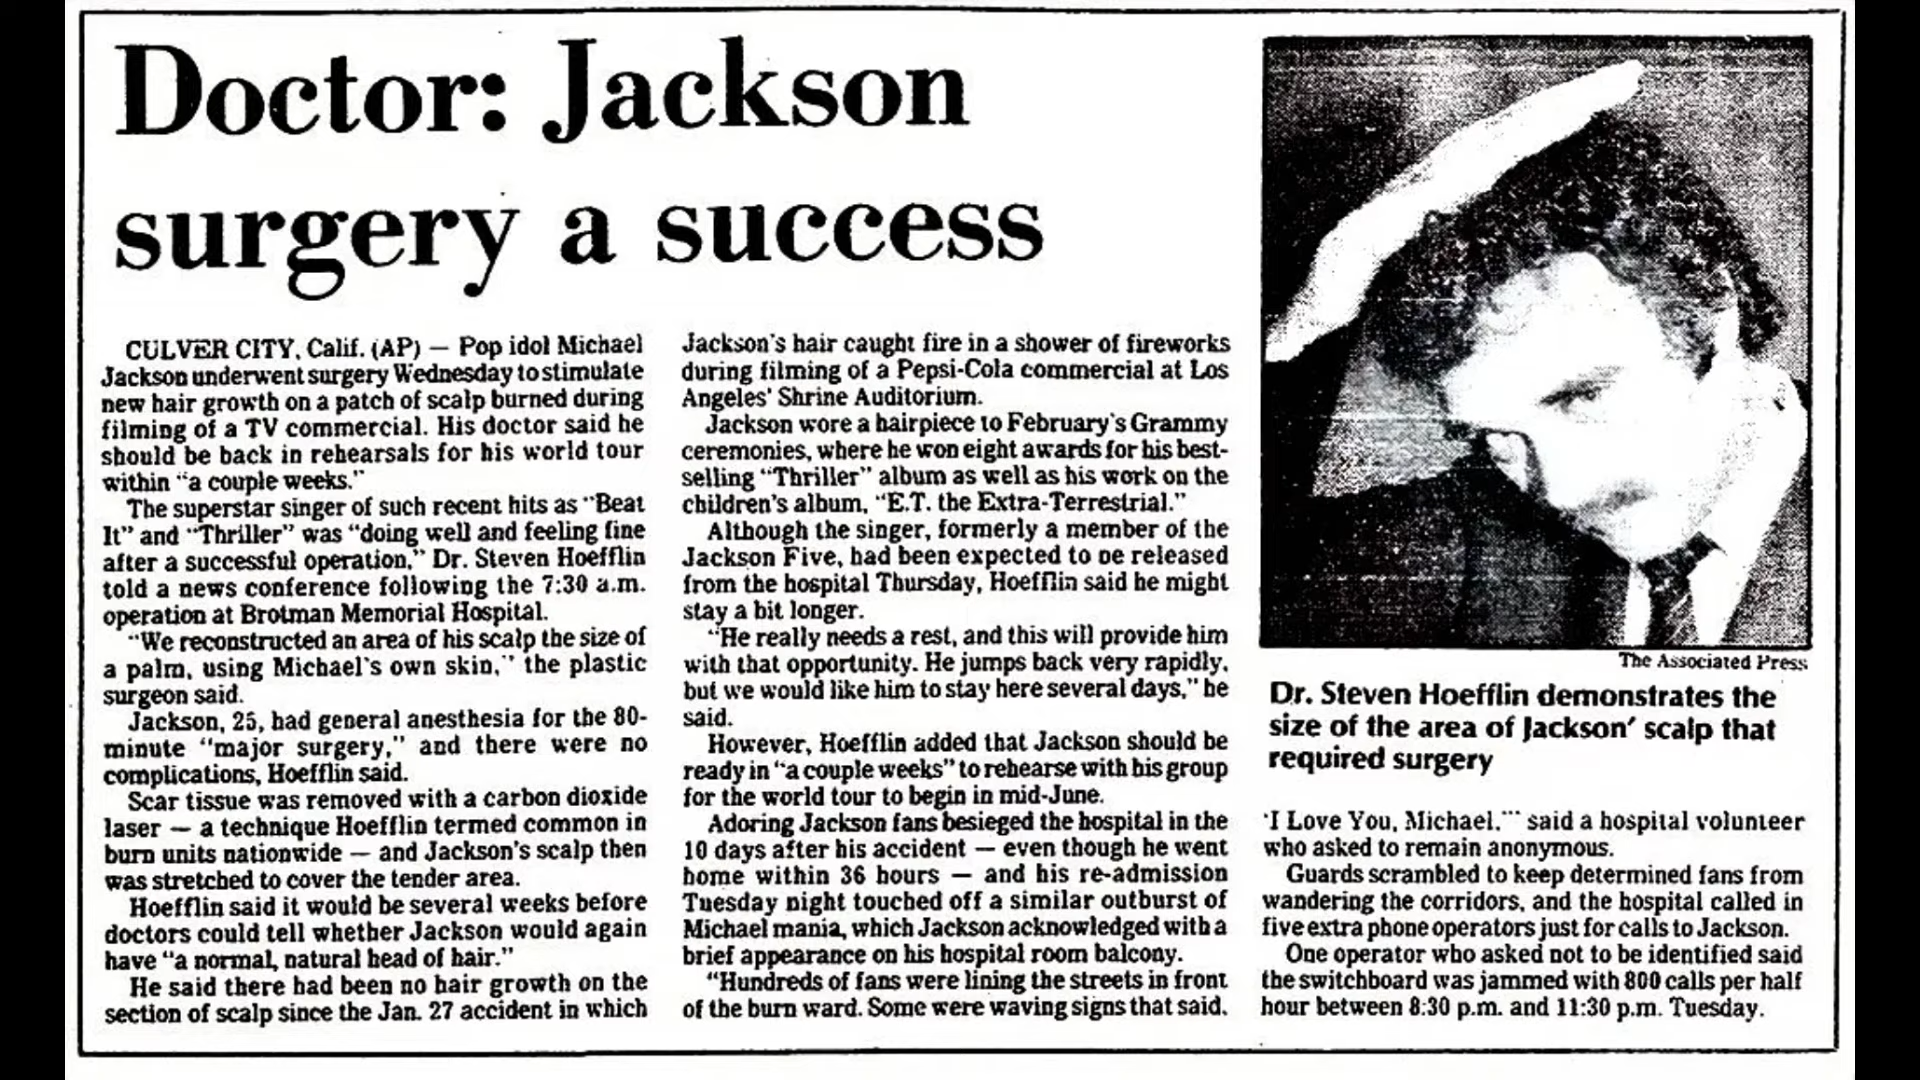 Doctor: Jackson
surgery a success
CULVER CITY, Calif. (AP) — Pop idol Michael
Jackson underwent surgery Wednesday to stimulate
new hair growth on a patch of scalp burned during
filming of a TV commercial. His doctor said he
should be back in rehearsals for his world tour
within "a couple weeks."
The superstar singer of such recent hits as "Beat
It" and "Thriller" was "doing well and feeling fine
after a successful operation," Dr. Steven Hoefflin
told a news conference following the 7:30 a.m.
operation at Brotman Memorial Hospital.
"We reconstructed an area of his scalp the size of
a palm, using Michael's own skin," the plastic
surgeon said.
Jackson, 25, had general anesthesia for the 80-
minute "major surgery," and there were no
complications, Hoefflin said.
Scar tissue was removed with a carbon dioxide
laser — a technique Hoefflin termed common in
burn units nationwide — and Jackson's scalp then
was stretched to cover the tender area.
Hoefflin said it would be several weeks before
doctors could tell whether Jackson would again
have "a normal, natural head of hair."
He said there had been no hair growth on the
section of scalp since the Jan. 27 accident in which
Jackson's hair caught fire in a shower of fireworks
during filming of a Pepsi-Cola commercial at Los
Angeles' Shrine Auditorium.
Jackson wore a hairpiece to February's Grammy
ceremonies, where he won eight awards for his best-
selling "Thriller" album as well as his work on the
children's album, "E.T. the Extra-Terrestrial."
Although the singer, formerly a member of the
Jackson Five, had been expected to be released
from the hospital Thursday, Hoefflin said he might
stay a bit longer.
"He really needs a rest, and this will provide him
with that opportunity. He jumps back very rapidly,
but we would like him to stay here several days," he
said.
However, Hoefflin added that Jackson should be
ready in "a couple weeks" to rehearse with his group
for the world tour to begin in mid-June.
Adoring Jackson fans besieged the hospital in the
10 days after his accident — even though he went
home within 36 hours — and his re-admission
Tuesday night touched off a similar outburst of
Michael mania, which Jackson acknowledged with a
brief appearance on his hospital room balcony.
"Hundreds of fans were lining the streets in front
of the burn ward. Some were waving signs that said,
The Associated Press
Dr. Steven Hoefflin demonstrates the
size of the area of Jackson' scalp that
required surgery
'I Love You, Michael,'" said a hospital volunteer
who asked to remain anonymous.
Guards scrambled to keep determined fans from
wandering the corridors, and the hospital called in
five extra phone operators just for calls to Jackson.
One operator who asked not to be identified said
the switchboard was jammed with 800 calls per half
hour between 8:30 p.m. and 11:30 p.m. Tuesday.